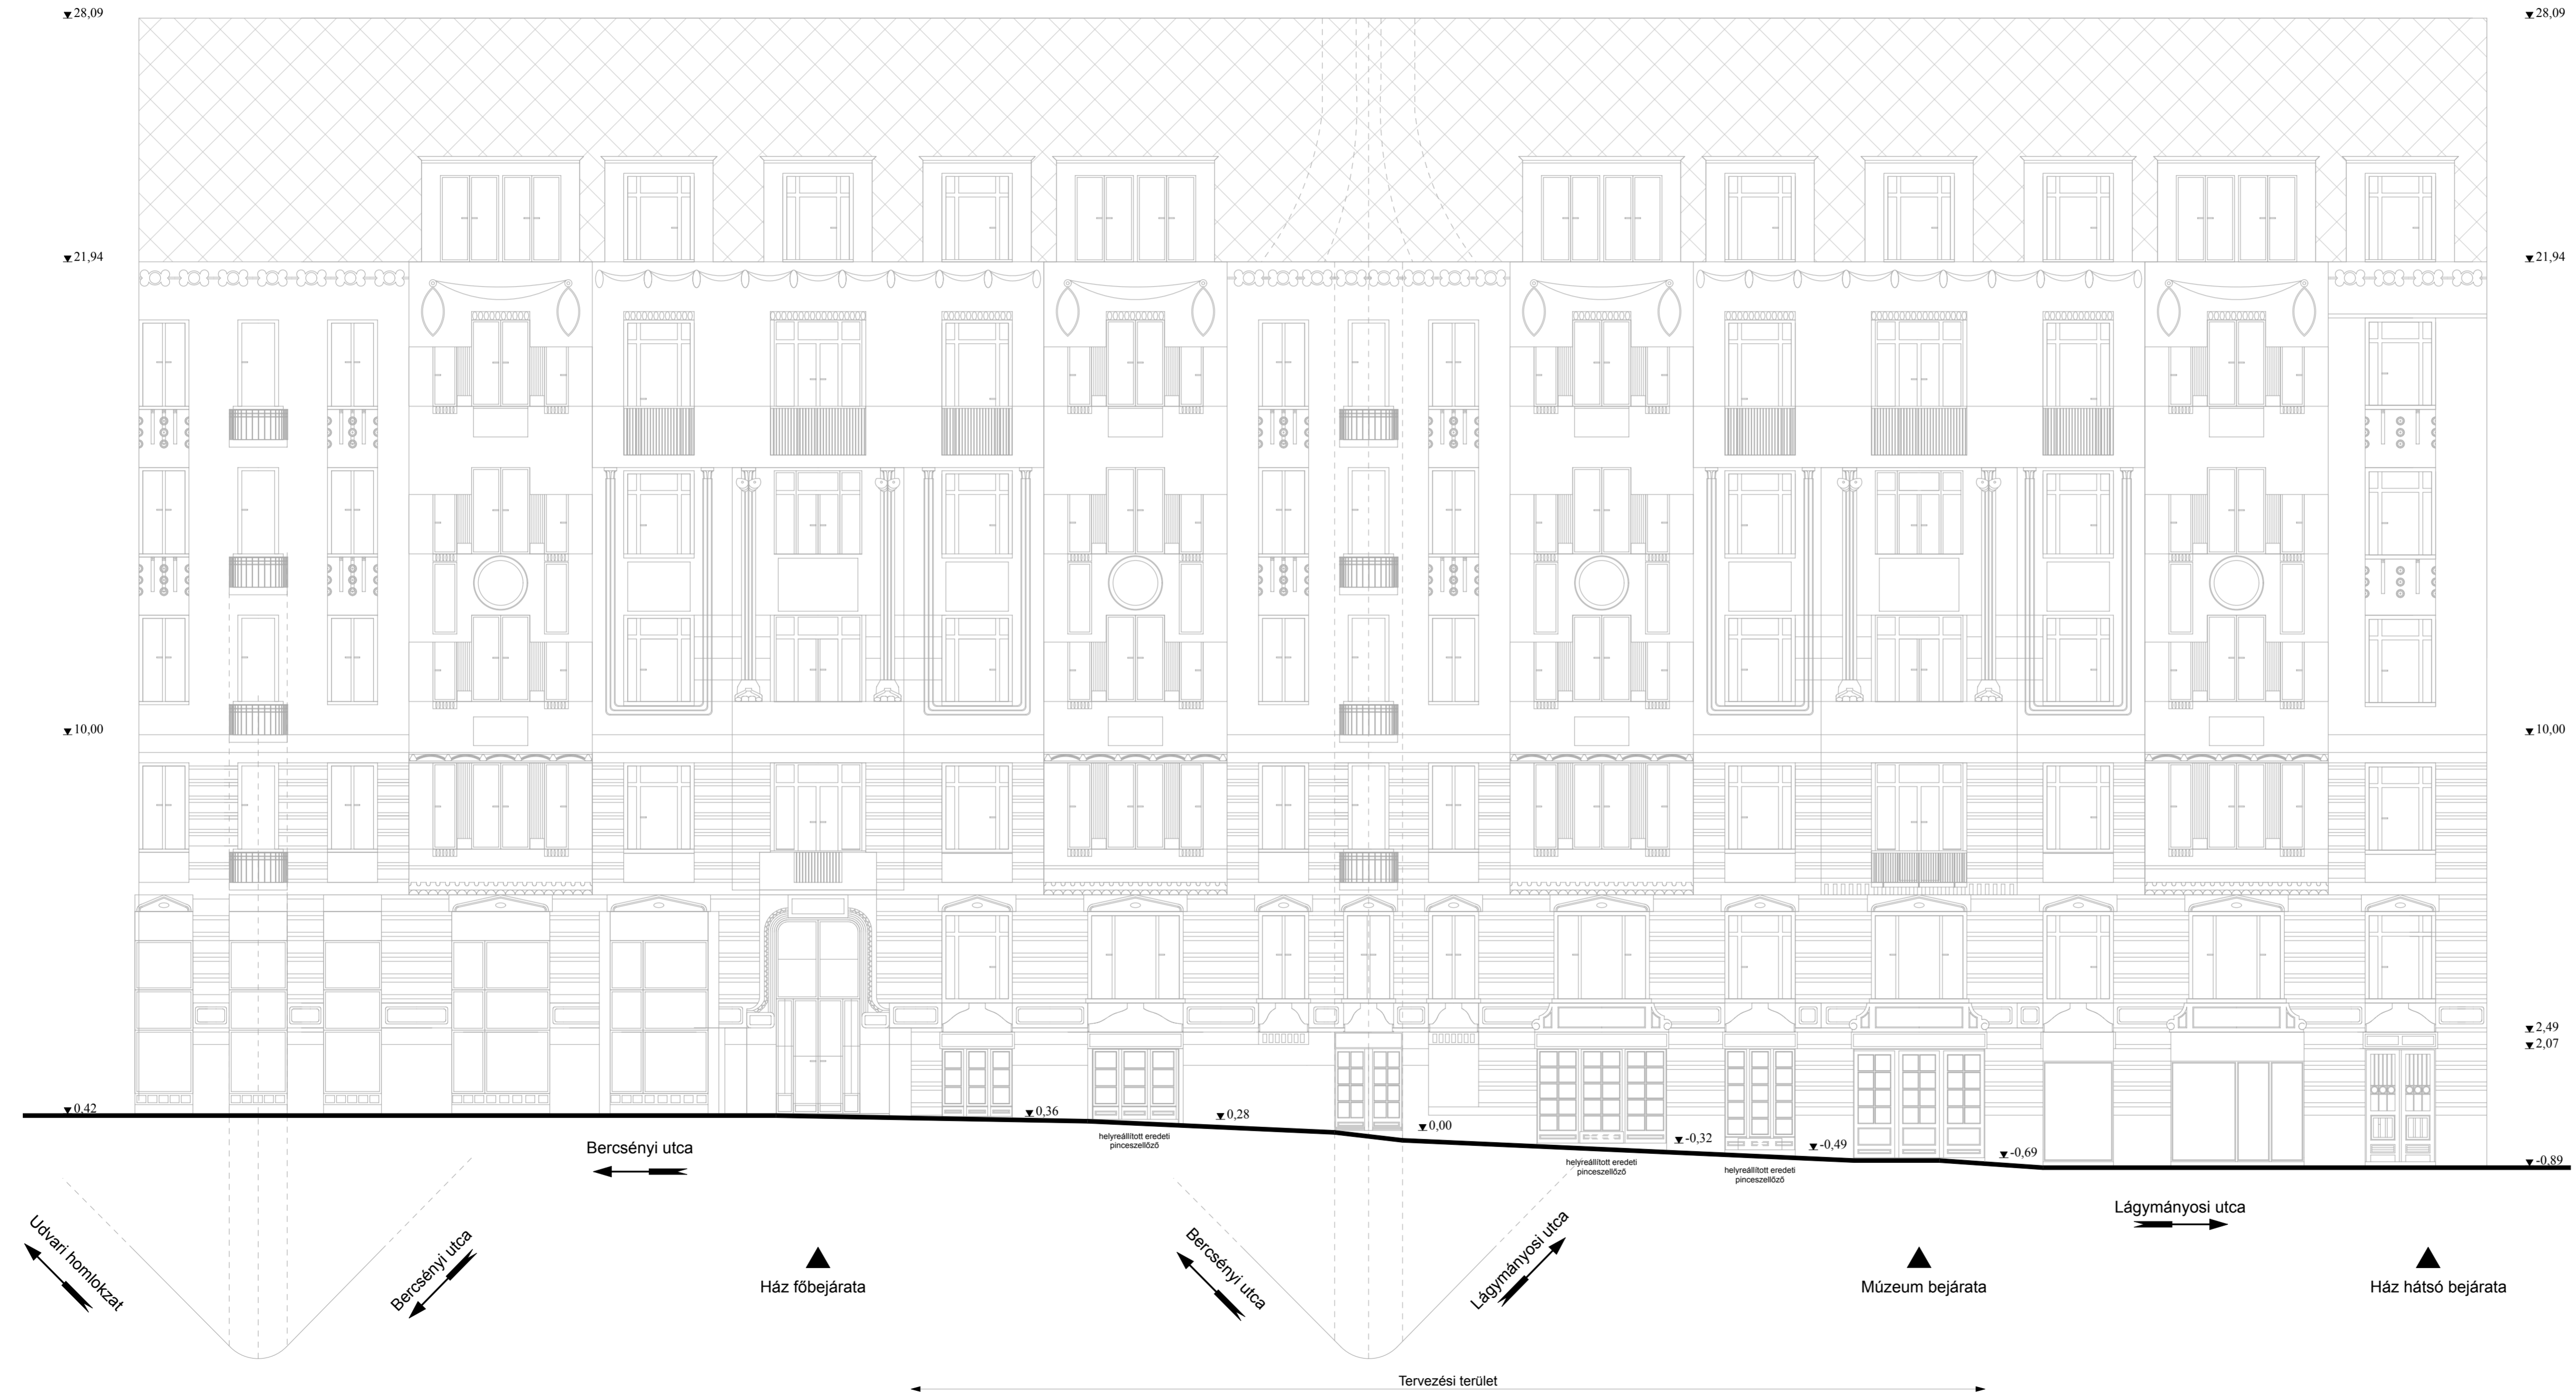 28,09
28,09
21,94
21,94
10,00
10,00
2,49
2,07
0,42
0,36
0,28
0,00
-0,32
-0,49
-0,69
-0,89
helyreállított eredeti
pinceszellőző
helyreállított eredeti
pinceszellőző
helyreállított eredeti
pinceszellőző
Bercsényi utca
Lágymányosi utca
Udvari homlokzat
Bercsényi utca
Ház főbejárata
Bercsényi utca
Lágymányosi utca
Múzeum bejárata
Ház hátsó bejárata
Tervezési terület